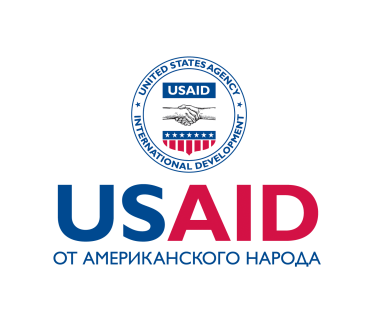 UNITED STATES AGENCY
USAID
INTERNATIONAL DEVELOPMENT
USAID
ОТ АМЕРИКАНСКОГО НАРОДА